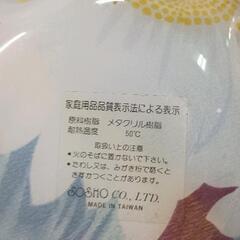 家庭用品品質表示法による表示
原料樹脂 メタクリル樹脂
耐熱温度 50℃
取扱い上の注意
•火のそばに置かないで下さい。
•たわし又は、みがき粉で磨くと
きずがつくことがあります。
GOSHO CO., LTD.
MADE IN TAIWAN